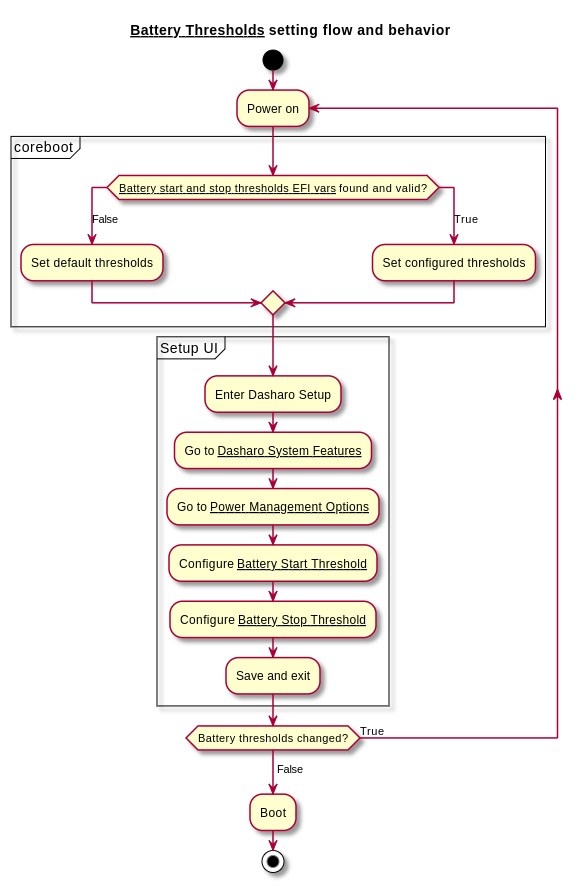 Battery Thresholds setting flow and behavior
Power on
coreboot
Battery start and stop thresholds EFI vars found and valid?
False
True
Set default thresholds
Set configured thresholds
Setup UI
Enter Dasharo Setup
Go to Dasharo System Features
Go to Power Management Options
Configure Battery Start Threshold
Configure Battery Stop Threshold
Save and exit
Battery thresholds changed?
True
False
Boot